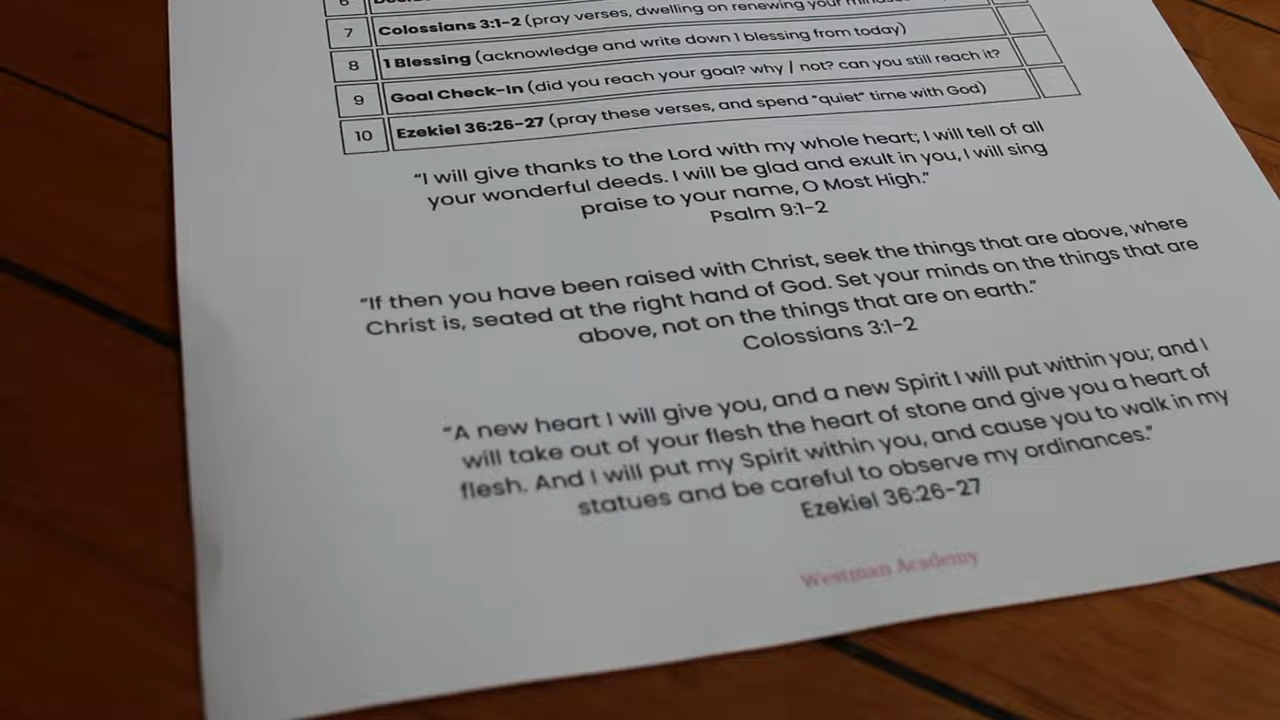 6
7 Colossians 3:1-2 (pray verses, dwelling on renewing your
8 1 Blessing (acknowledge and write down 1 blessing from today)
9 Goal Check-In (did you reach your goal? why / not? can you still reach it?
10 Ezekiel 36:26-27 (pray these verses, and spend "quiet" time with God)
"I will give thanks to the Lord with my whole heart; I will tell of all
your wonderful deeds. I will be glad and exult in you, I will sing
praise to your name, O Most High."
Psalm 9:1-2
"If then you have been raised with Christ, seek the things that are above, where
Christ is, seated at the right hand of God. Set your minds on the things that are
above, not on the things that are on earth."
Colossians 3:1-2
"A new heart I will give you, and a new Spirit I will put within you; and I
will take out of your flesh the heart of stone and give you a heart of
flesh. And I will put my Spirit within you, and cause you to walk in my
statues and be careful to observe my ordinances."
Ezekiel 36:26-27
Westman Academy